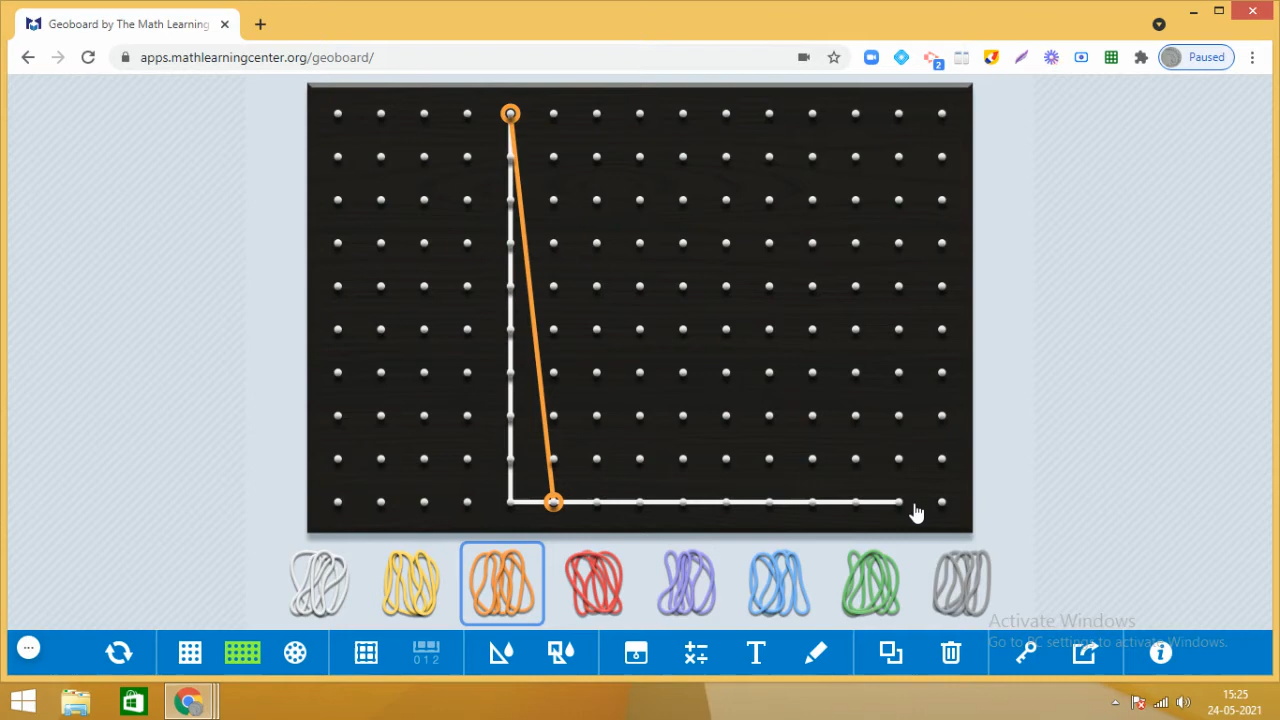 Geoboard by The Math Learning
apps.mathlearningcenter.org/geoboard/
2
Paused
Activate Windows
Go to PC settings to activate Windows.
0 1 2
T
15:25
24-05-2021